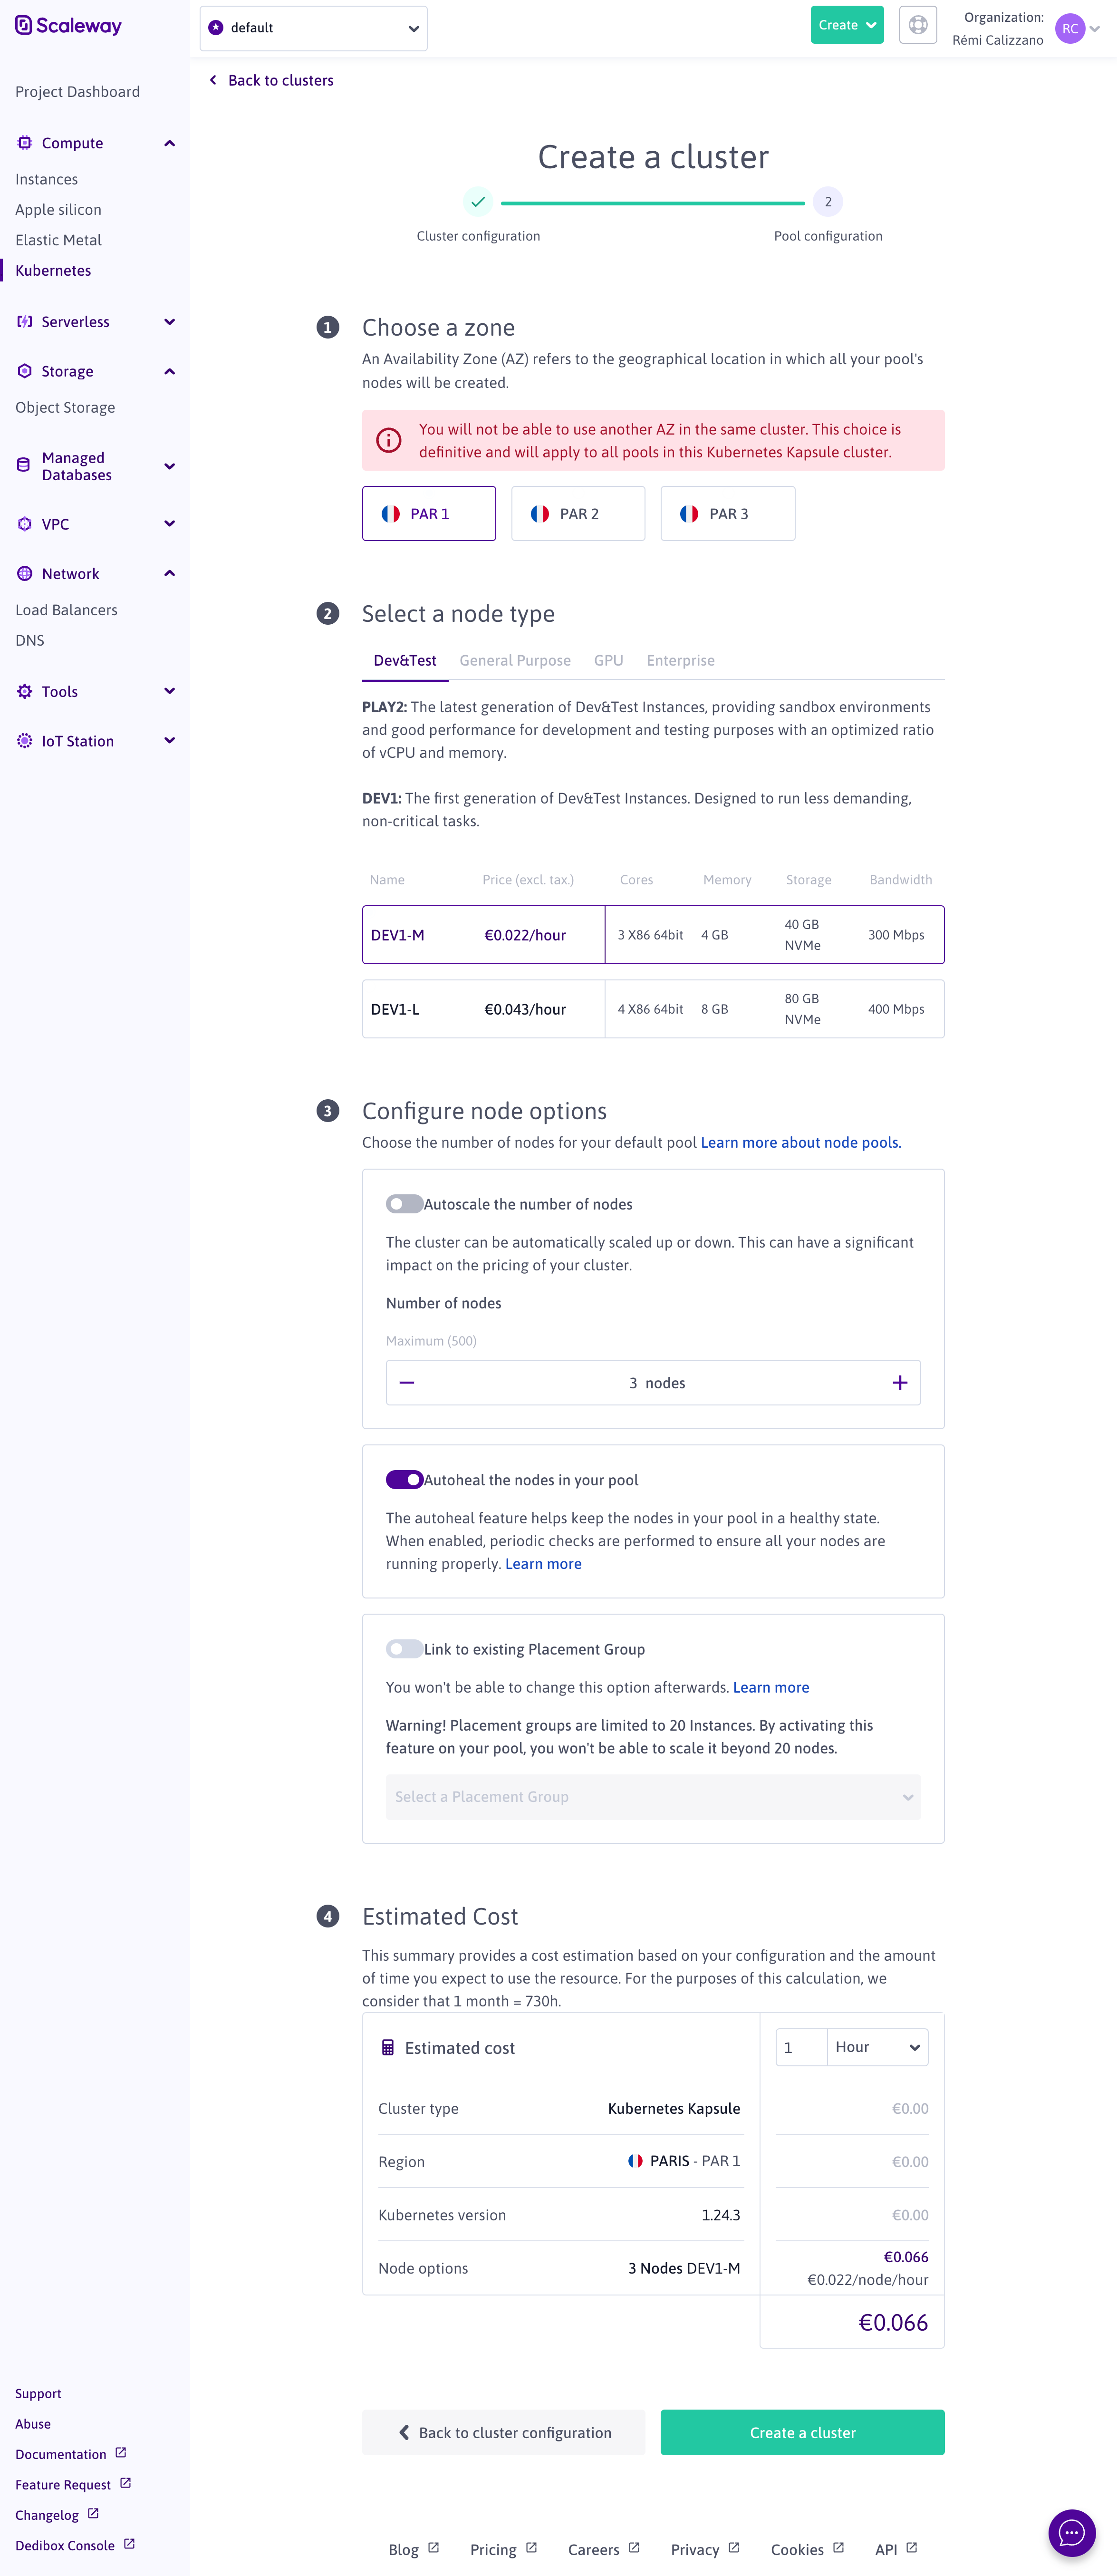 Scaleway
default
Create
Organization:
Rémi Calizzano
RC
Back to clusters
Project Dashboard
Compute
Instances
Apple silicon
Elastic Metal
Kubernetes
Serverless
Storage
Object Storage
Managed
Databases
VPC
Network
Load Balancers
DNS
Tools
IoT Station
Support
Abuse
Documentation
Feature Request
Changelog
Dedibox Console
Create a cluster
2
Cluster configuration
Pool configuration
1 Choose a zone
An Availability Zone (AZ) refers to the geographical location in which all your pool's
nodes will be created.
You will not be able to use another AZ in the same cluster. This choice is
definitive and will apply to all pools in this Kubernetes Kapsule cluster.
PAR 1 PAR 2 PAR 3
2 Select a node type
Dev&Test General Purpose GPU Enterprise
PLAY2: The latest generation of Dev&Test Instances, providing sandbox environments
and good performance for development and testing purposes with an optimized ratio
of vCPU and memory.
DEV1: The first generation of Dev&Test Instances. Designed to run less demanding,
non-critical tasks.
Name Price (excl. tax.) Cores Memory Storage Bandwidth
DEV1-M €0.022/hour 3 X86 64bit 4 GB 40 GB NVMe 300 Mbps
DEV1-L €0.043/hour 4 X86 64bit 8 GB 80 GB NVMe 400 Mbps
3 Configure node options
Choose the number of nodes for your default pool Learn more about node pools.
Autoscale the number of nodes
The cluster can be automatically scaled up or down. This can have a significant
impact on the pricing of your cluster.
Number of nodes
Maximum (500)
3 nodes
Autoheal the nodes in your pool
The autoheal feature helps keep the nodes in your pool in a healthy state.
When enabled, periodic checks are performed to ensure all your nodes are
running properly. Learn more
Link to existing Placement Group
You won't be able to change this option afterwards. Learn more
Warning! Placement groups are limited to 20 Instances. By activating this
feature on your pool, you won't be able to scale it beyond 20 nodes.
Select a Placement Group
4 Estimated Cost
This summary provides a cost estimation based on your configuration and the amount
of time you expect to use the resource. For the purposes of this calculation, we
consider that 1 month = 730h.
Estimated cost 1 Hour
Cluster type Kubernetes Kapsule €0.00
Region PARIS - PAR 1 €0.00
Kubernetes version 1.24.3 €0.00
Node options 3 Nodes DEV1-M €0.066
€0.022/node/hour
€0.066
Back to cluster configuration
Create a cluster
Blog Pricing Careers Privacy Cookies API